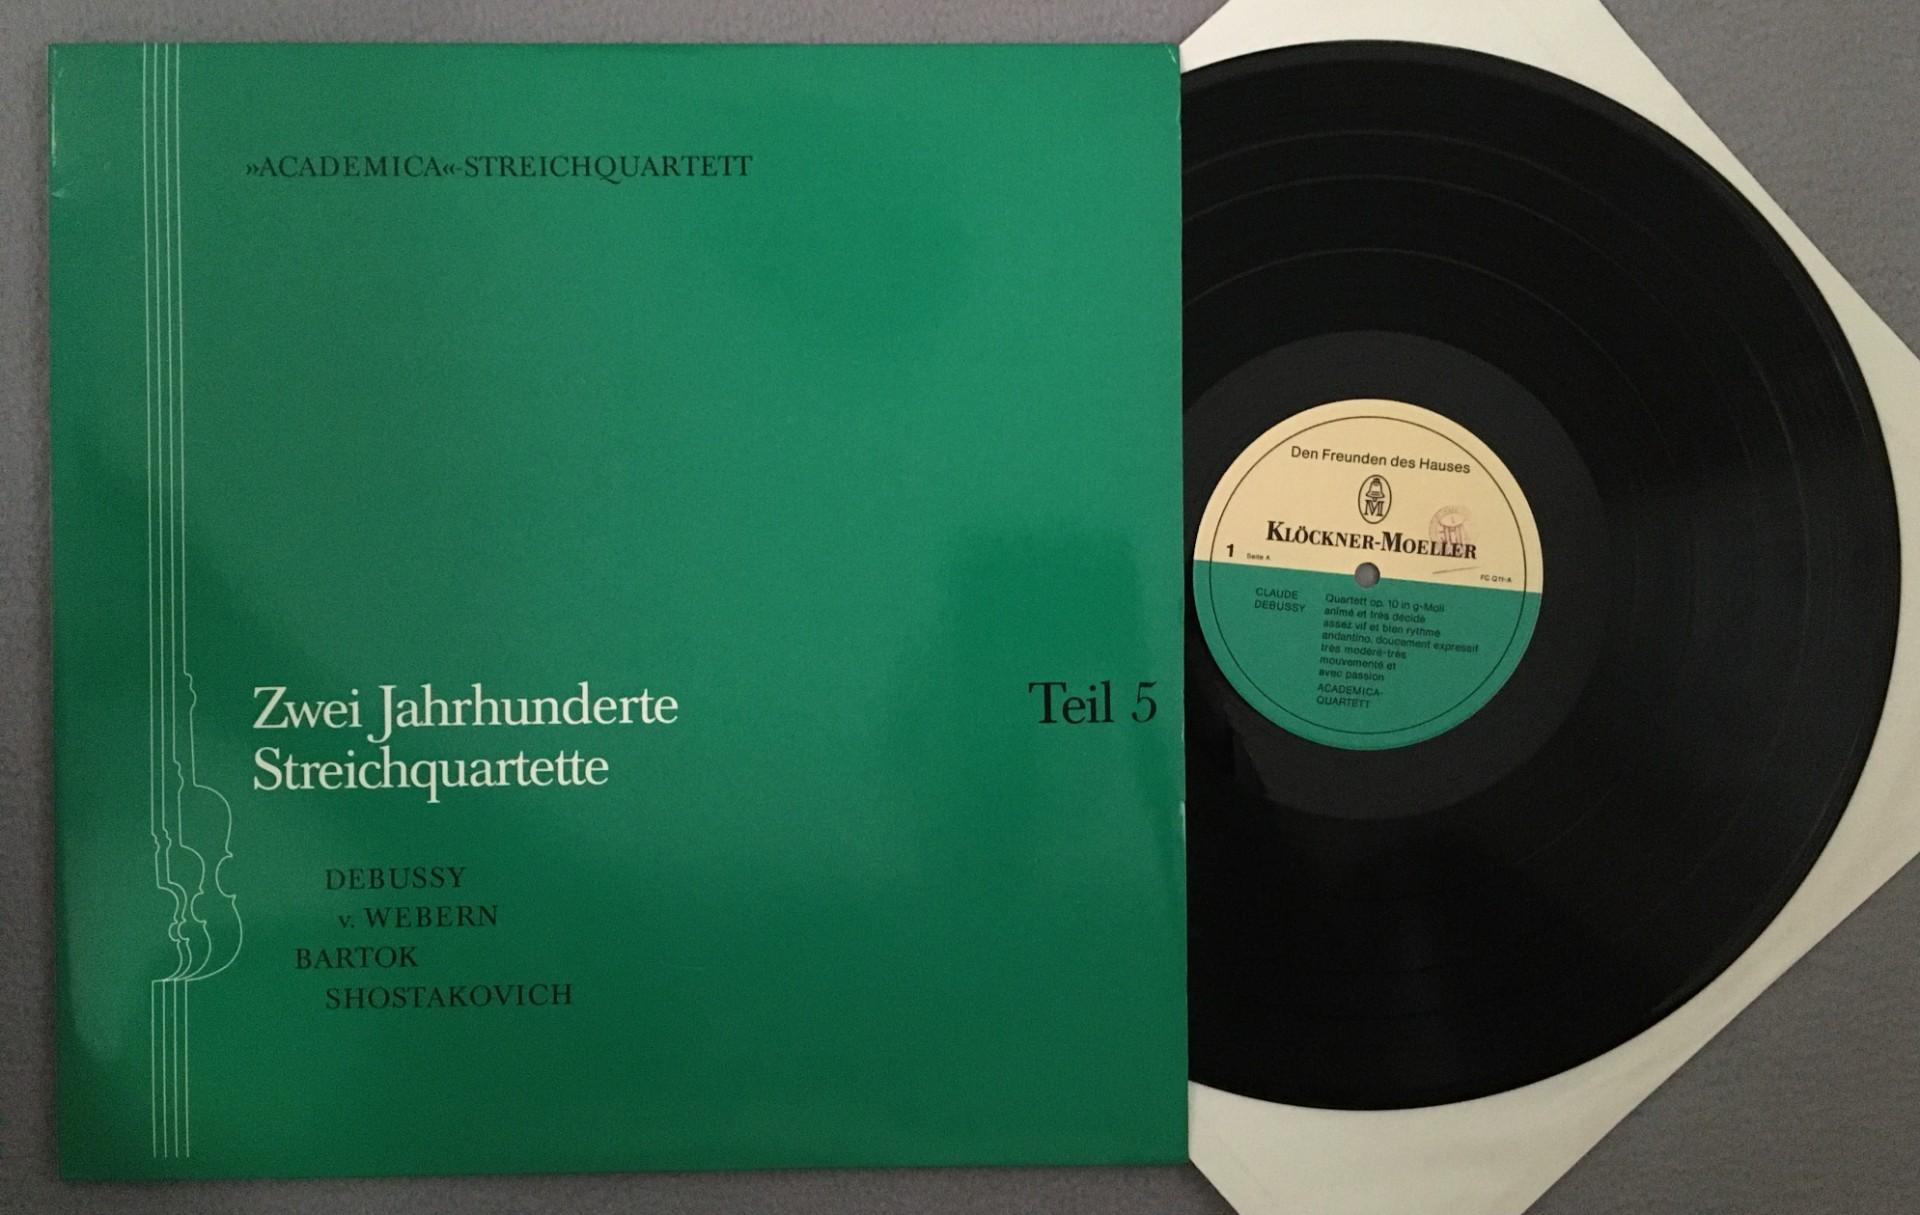 »ACADEMICA«-STREICHQUARTETT
Zwei Jahrhunderte
Streichquartette
Teil 5
DEBUSSY
v. WEBERN
BARTOK
SHOSTAKOVICH
Den Freunden des Hauses
M
KLÖCKNER-MOELLER
1 Seite A
FC Q11-A
CLAUDE
DEBUSSY
Quartett op. 10 in g-Moll
animé et très décidé
assez vif et bien rythmé
andantino, doucement expressif
très modéré-très
mouvementé et
avec passion
ACADEMICA-
QUARTETT